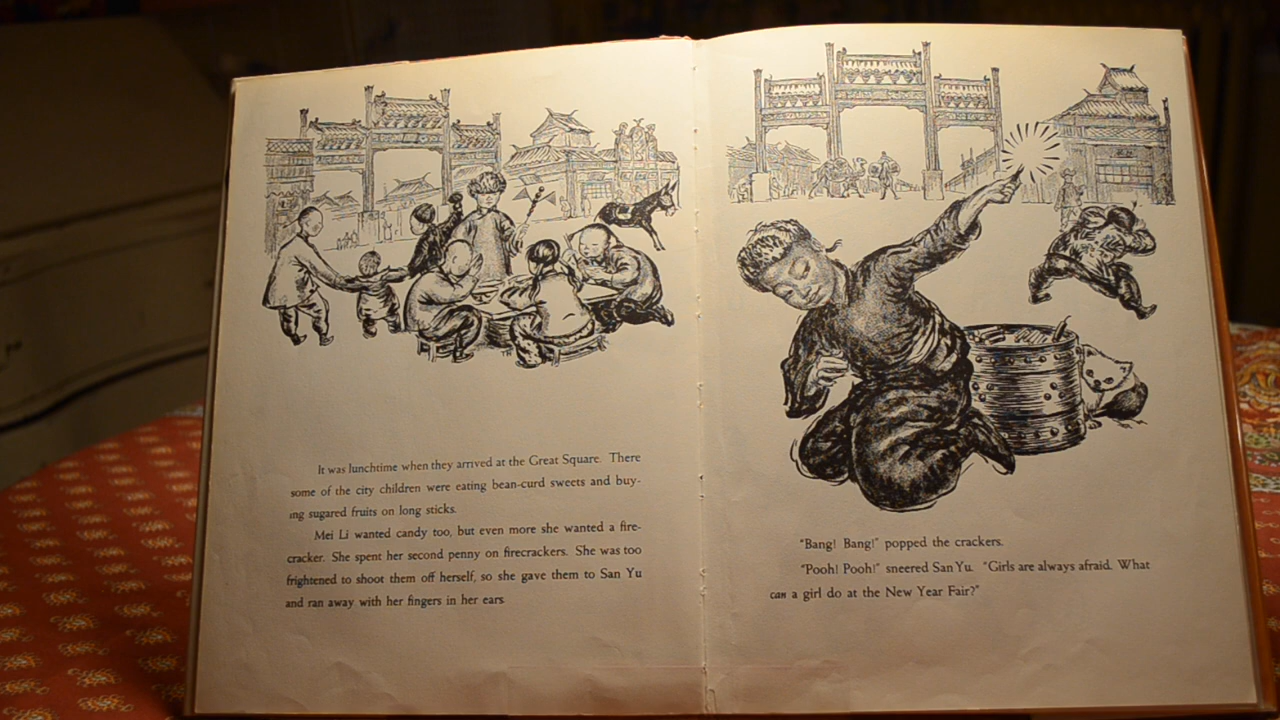 It was lunchtime when they arrived at the Great Square. There
some of the city children were eating bean-curd sweets and buy-
ing sugared fruits on long sticks.
Mei Li wanted candy too, but even more she wanted a fire-
cracker. She spent her second penny on firecrackers. She was too
frightened to shoot them off herself, so she gave them to San Yu
and ran away with her fingers in her ears.
"Bang! Bang!" popped the crackers.
"Pooh! Pooh!" sneered San Yu. "Girls are always afraid. What
can a girl do at the New Year Fair?"